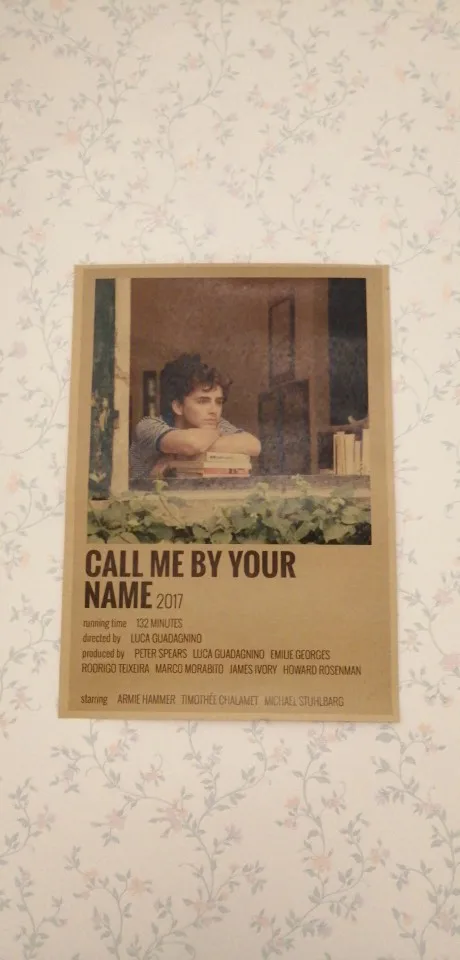 CALL ME BY YOUR
NAME 2017
running time 132 MINUTES
directed by LUCA GUADAGNINO
produced by PETER SPEARS LUCA GUADAGNINO EMILIE GEORGES
RODRIGO TEIXEIRA MARCO MORABITO JAMES IVORY HOWARD ROSENMAN
starring ARMIE HAMMER TIMOTHÉE CHALAMET MICHAEL STUHLBARG